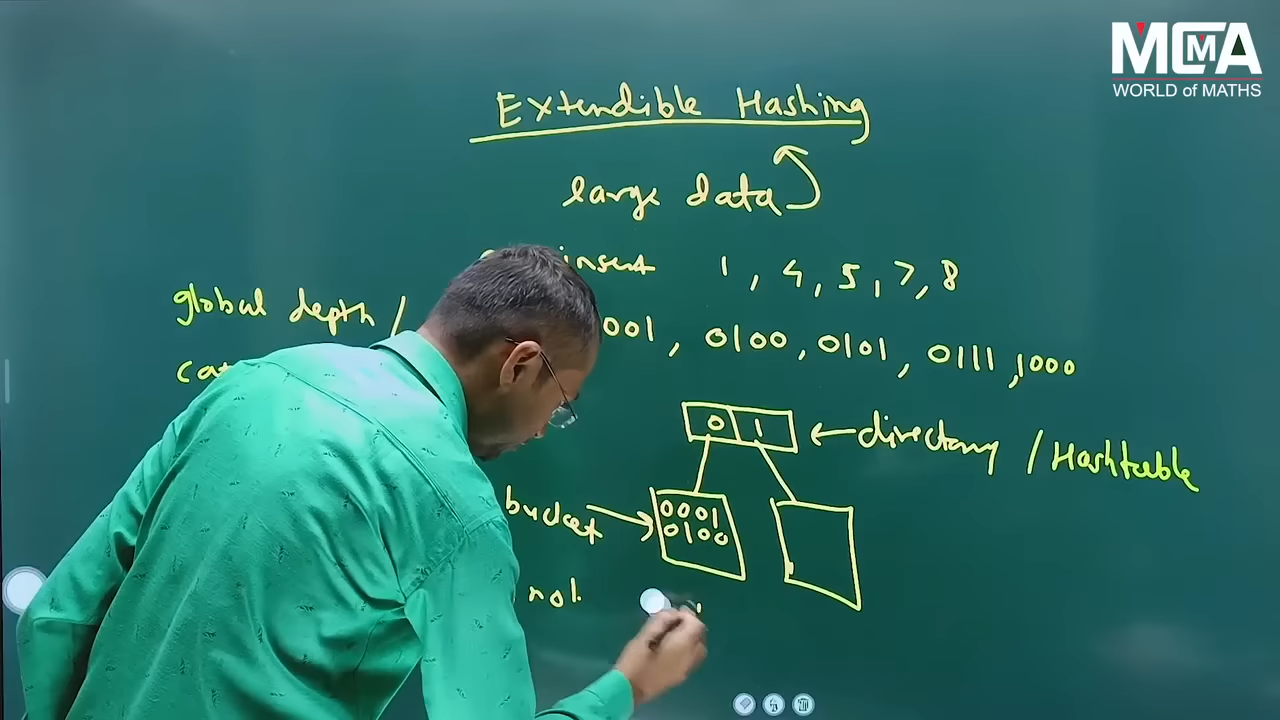 MCMA
WORLD of MATHS
Extendible Hashing
large data
insert 1, 4, 5, 7, 8
global depth /
001, 0100, 0101, 0111, 1000
0 1 ← directory / Hashtable
bucket → 0001
0100